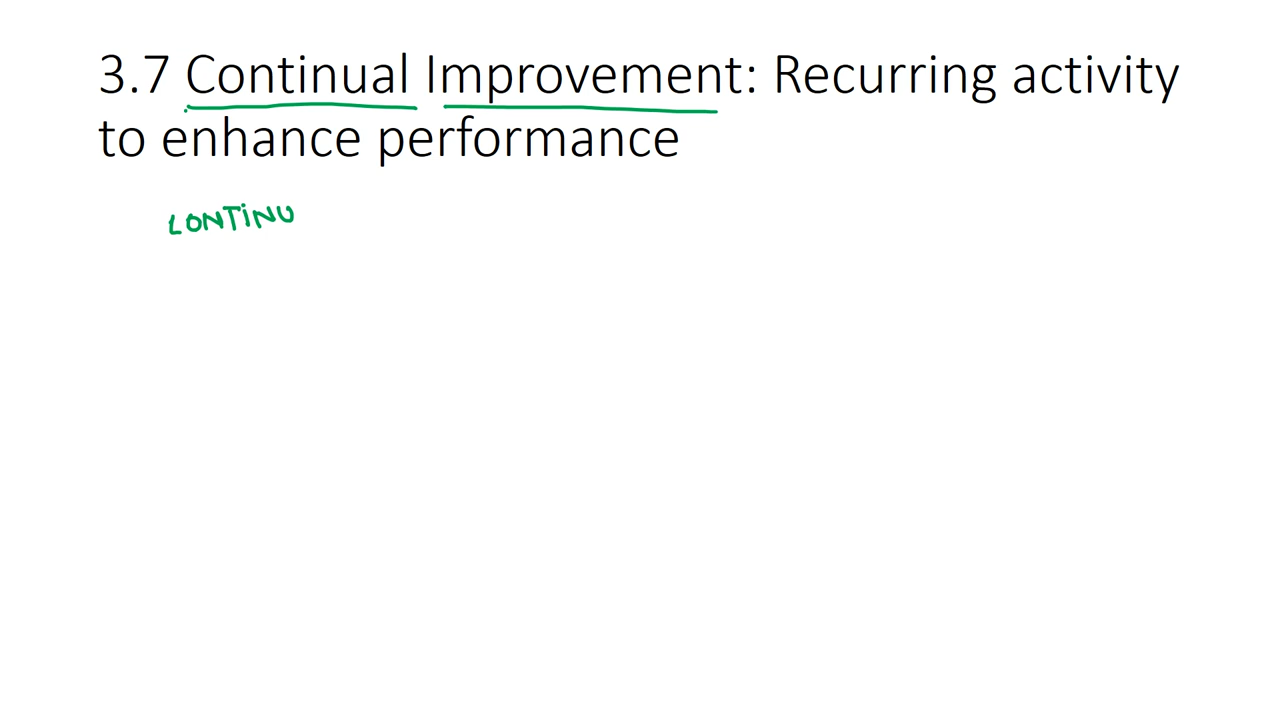 3.7 Continual Improvement: Recurring activity
to enhance performance
CONTINU